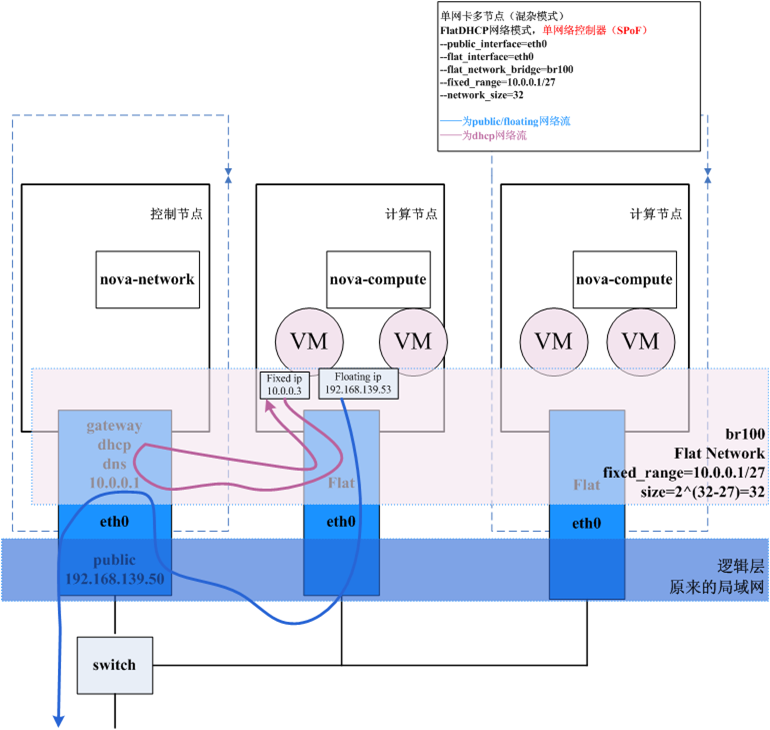 单网卡多节点（混杂模式）
FlatDHCP网络模式，单网络控制器（SPoF）
--public_interface=eth0
--flat_interface=eth0
--flat_network_bridge=br100
--fixed_range=10.0.0.1/27
--network_size=32
——为public/floating网络流
——为dhcp网络流
控制节点
计算节点
计算节点
nova-network
nova-compute
nova-compute
VM
VM
VM
VM
Fixed ip
10.0.0.3
Floating ip
192.168.139.53
gateway
dhcp
dns
10.0.0.1
Flat
Flat
br100
Flat Network
fixed_range=10.0.0.1/27
size=2^(32-27)=32
eth0
eth0
eth0
public
192.168.139.50
逻辑层
原来的局域网
switch